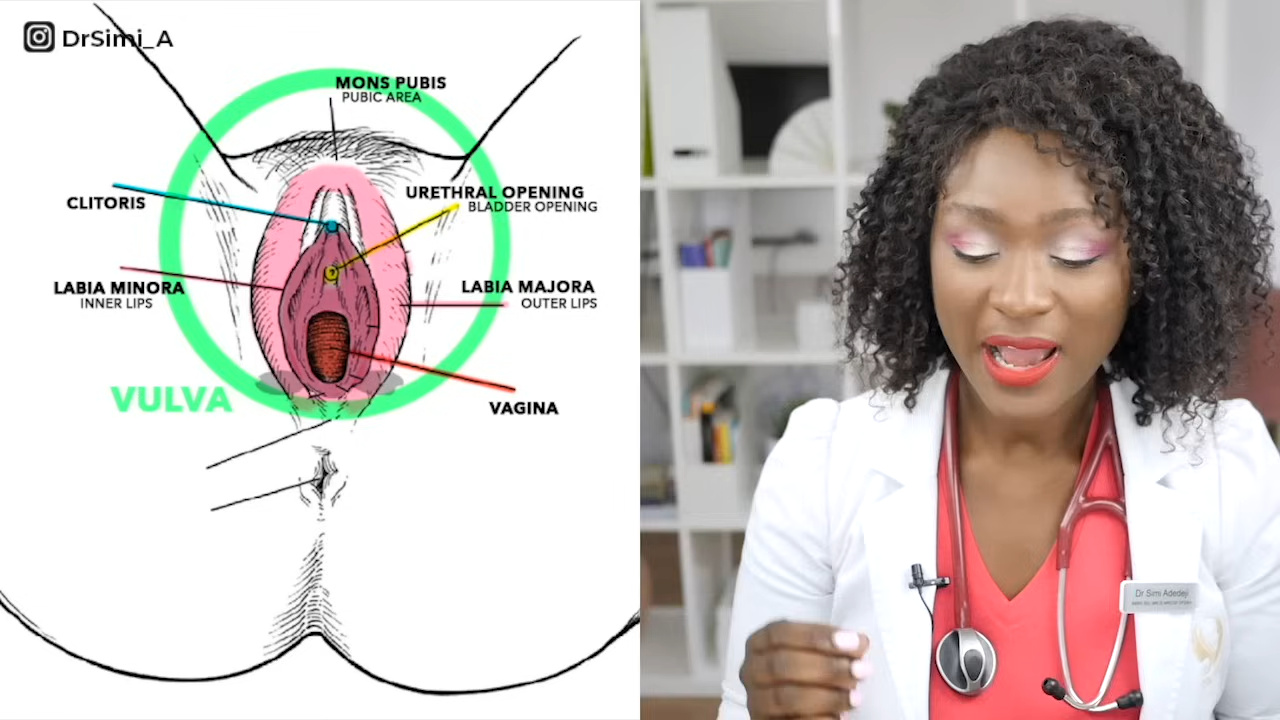 DrSimi_A
MONS PUBIS
PUBIC AREA
CLITORIS
URETHRAL OPENING
BLADDER OPENING
LABIA MINORA
INNER LIPS
LABIA MAJORA
OUTER LIPS
VULVA
VAGINA
Dr Simi Adedeji